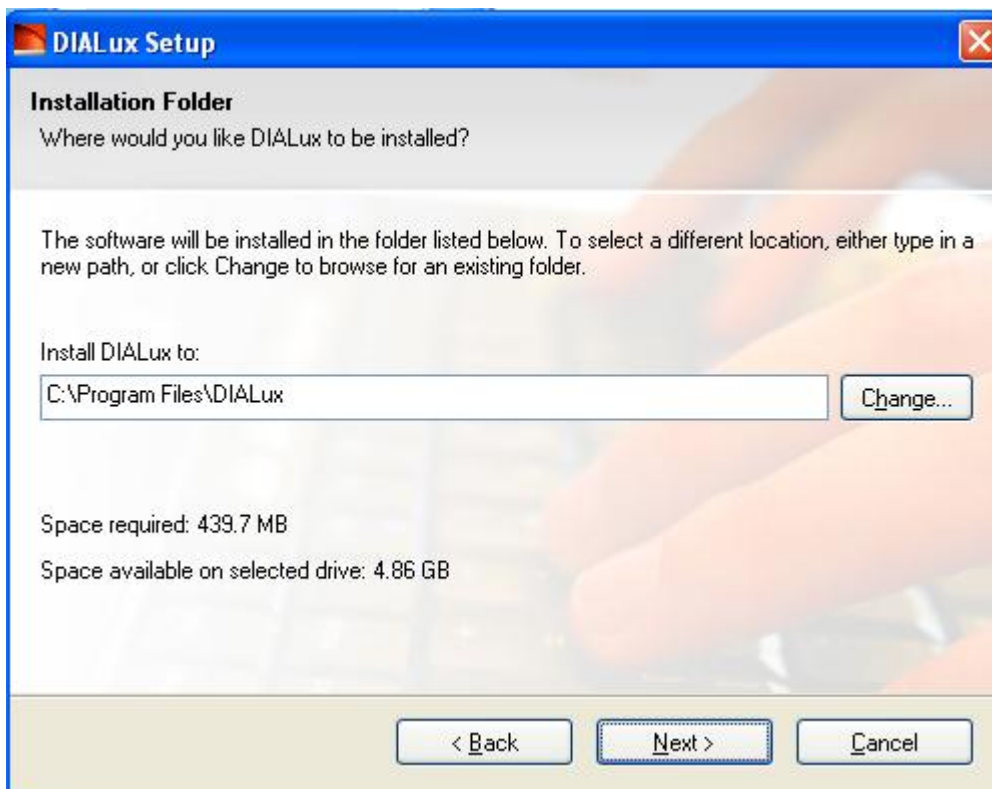 DIALux Setup
Installation Folder
Where would you like DIALux to be installed?
The software will be installed in the folder listed below. To select a different location, either type in a
new path, or click Change to browse for an existing folder.
Install DIALux to:
C:\Program Files\DIALux
Change...
Space required: 439.7 MB
Space available on selected drive: 4.86 GB
< Back
Next >
Cancel